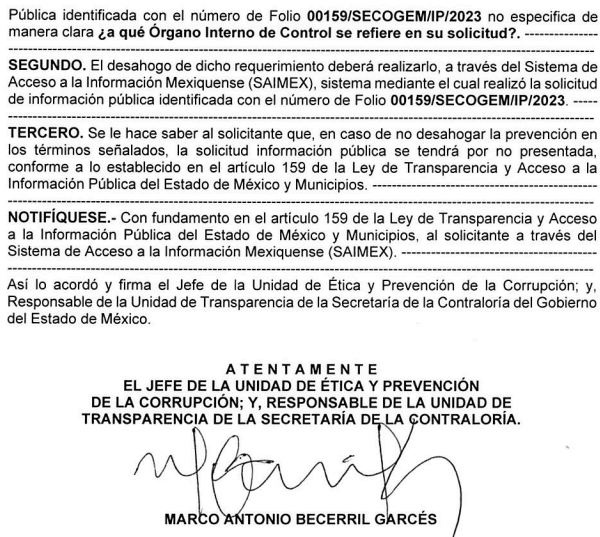 Pública identificada con el número de Folio 00159/SECOGEM/IP/2023 no especifica de
manera clara ¿a qué Órgano Interno de Control se refiere en su solicitud?. ----------------
------------------------------------------------------------------------------------------
SEGUNDO. El desahogo de dicho requerimiento deberá realizarlo, a través del Sistema de
Acceso a la Información Mexiquense (SAIMEX), sistema mediante el cual realizó la solicitud
de información pública identificada con el número de Folio 00159/SECOGEM/IP/2023. -----
------------------------------------------------------------------------------------------
TERCERO. Se le hace saber al solicitante que, en caso de no desahogar la prevención en
los términos señalados, la solicitud información pública se tendrá por no presentada,
conforme a lo establecido en el artículo 159 de la Ley de Transparencia y Acceso a la
Información Pública del Estado de México y Municipios. -----------------------------------
------------------------------------------------------------------------------------------
NOTIFÍQUESE.- Con fundamento en el artículo 159 de la Ley de Transparencia y Acceso
a la Información Pública del Estado de México y Municipios, al solicitante a través del
Sistema de Acceso a la Información Mexiquense (SAIMEX). ----------------------------------
------------------------------------------------------------------------------------------
Así lo acordó y firma el Jefe de la Unidad de Ética y Prevención de la Corrupción; y,
Responsable de la Unidad de Transparencia de la Secretaría de la Contraloría del Gobierno
del Estado de México.
A T E N T A M E N T E
EL JEFE DE LA UNIDAD DE ÉTICA Y PREVENCIÓN
DE LA CORRUPCIÓN; Y, RESPONSABLE DE LA UNIDAD DE
TRANSPARENCIA DE LA SECRETARÍA DE LA CONTRALORÍA.
MARCO ANTONIO BECERRIL GARCÉS